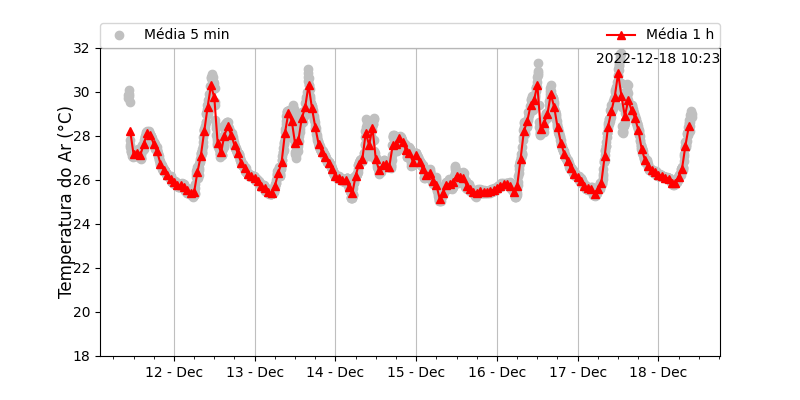 Média 5 min
Média 1 h
2022-12-18 10:23
Temperatura do Ar (°C)
32
30
28
26
24
22
20
18
12 - Dec
13 - Dec
14 - Dec
15 - Dec
16 - Dec
17 - Dec
18 - Dec